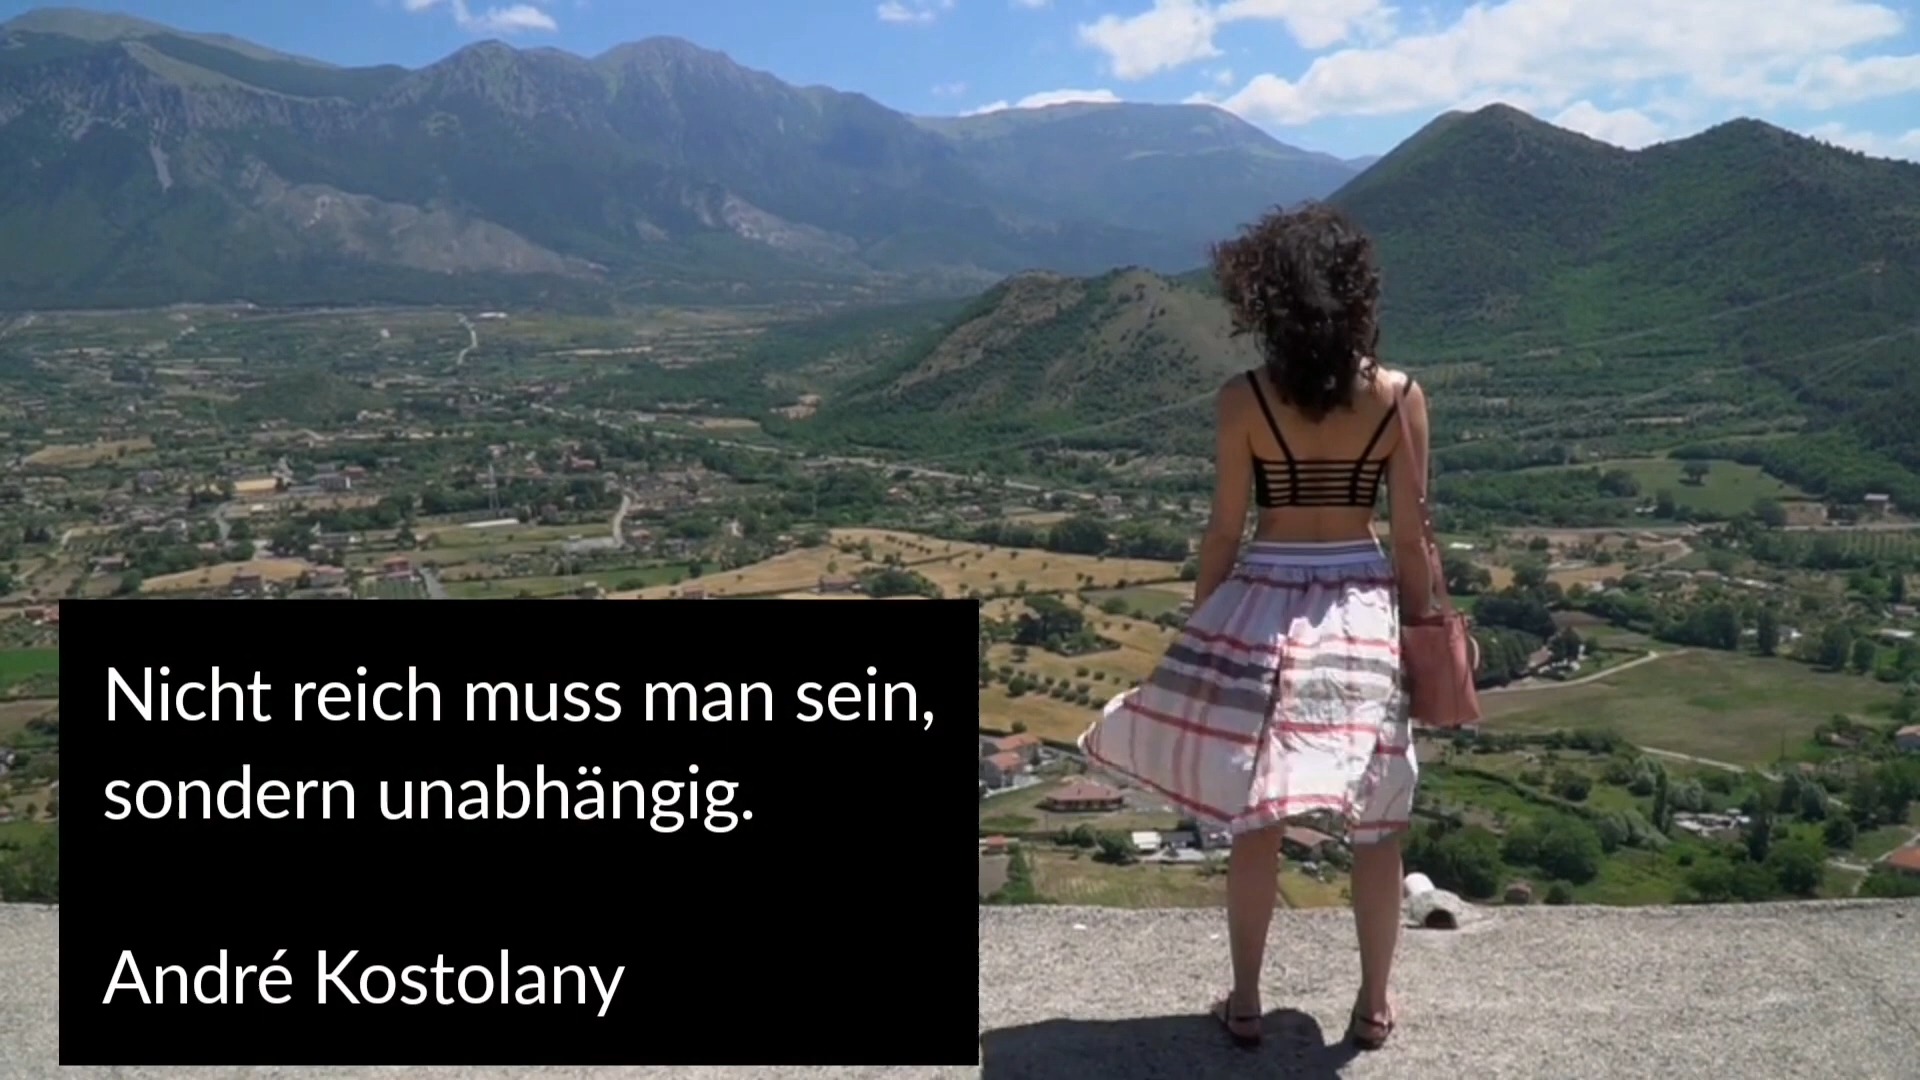 Nicht reich muss man sein,
sondern unabhängig.
André Kostolany